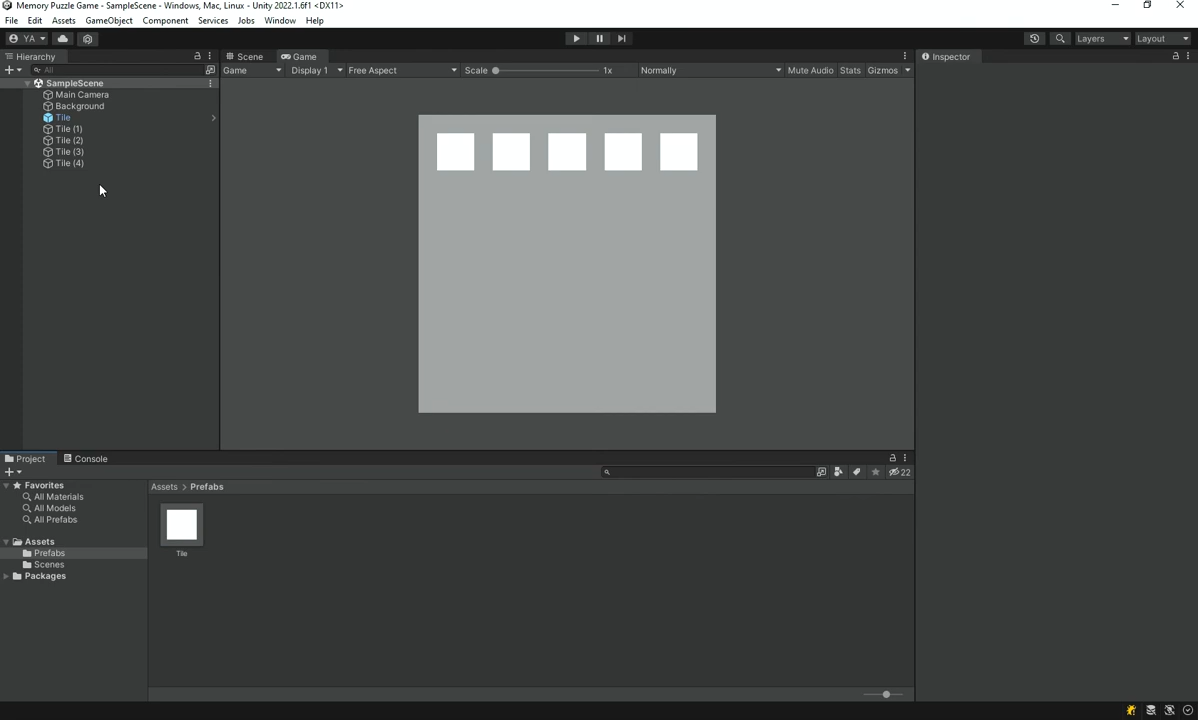 Memory Puzzle Game - SampleScene - Windows, Mac, Linux - Unity 2022.1.6f1 <DX11>
File Edit Assets GameObject Component Services Jobs Window Help
YA Layers Layout
Hierarchy Scene Game Inspector
All Game Display 1 Free Aspect Scale 1x Normally Mute Audio Stats Gizmos
SampleScene
Main Camera
Background
Tile
Tile (1)
Tile (2)
Tile (3)
Tile (4)
Project Console
22
Favorites
All Materials
All Models
All Prefabs
Assets
Prefabs
Scenes
Packages
Assets > Prefabs
Tile